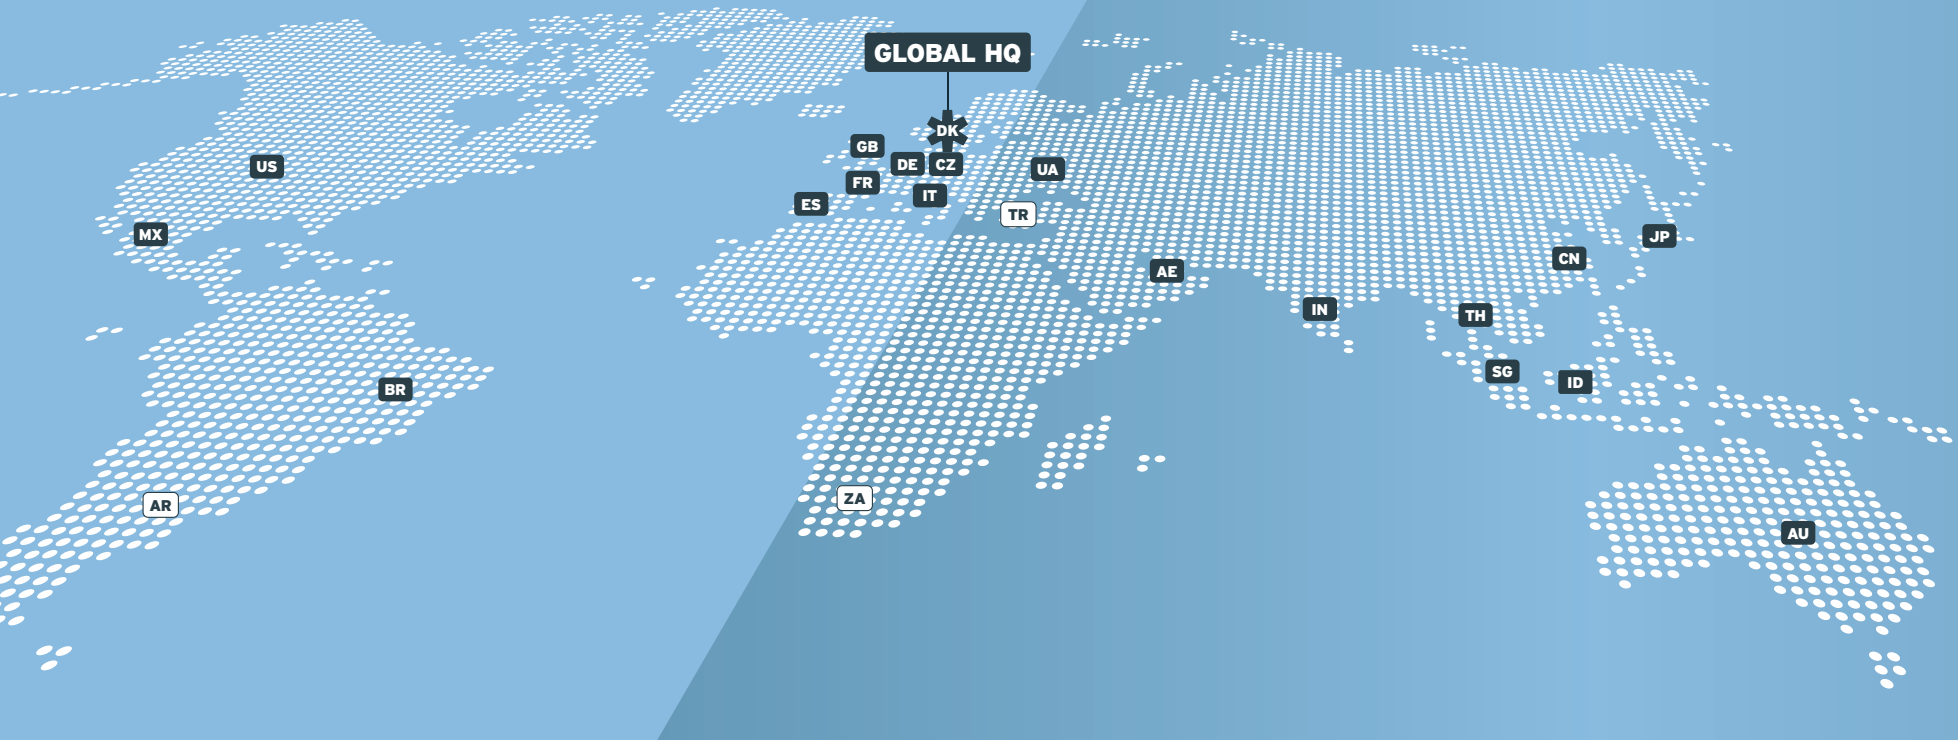 GLOBAL HQ
DK
GB
DE
CZ
US
UA
FR
IT
ES
TR
MX
JP
CN
AE
IN
TH
SG
ID
BR
ZA
AR
AU